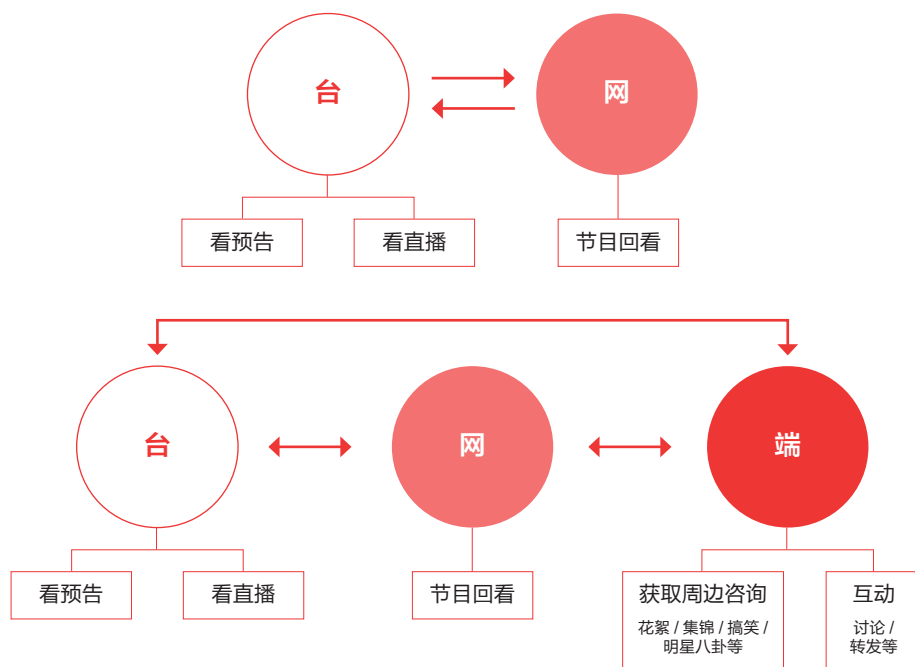 台
网
看预告
看直播
节目回看
台
网
端
看预告
看直播
节目回看
获取周边咨询
花絮 / 集锦 / 搞笑 /
明星八卦等
互动
讨论 /
转发等